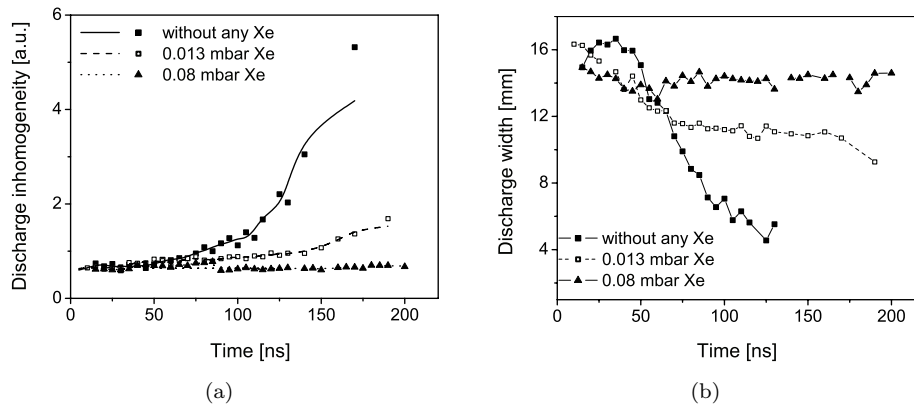 Discharge inhomogeneity [a.u.]
6
4
2
0
without any Xe
0.013 mbar Xe
0.08 mbar Xe
0 50 100 150 200
Time [ns]
(a)
Discharge width [mm]
16
12
8
4
without any Xe
0.013 mbar Xe
0.08 mbar Xe
0 50 100 150 200
Time [ns]
(b)